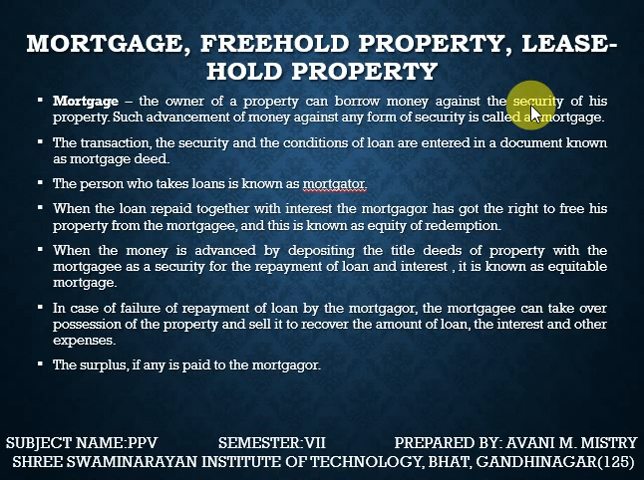 MORTGAGE, FREEHOLD PROPERTY, LEASE-
HOLD PROPERTY
▪ Mortgage – the owner of a property can borrow money against the security of his
property. Such advancement of money against any form of security is called a mortgage.
▪ The transaction, the security and the conditions of loan are entered in a document known
as mortgage deed.
▪ The person who takes loans is known as mortgator.
▪ When the loan repaid together with interest the mortgagor has got the right to free his
property from the mortgagee, and this is known as equity of redemption.
▪ When the money is advanced by depositing the title deeds of property with the
mortgagee as a security for the repayment of loan and interest , it is known as equitable
mortgage.
▪ In case of failure of repayment of loan by the mortgagor, the mortgagee can take over
possession of the property and sell it to recover the amount of loan, the interest and other
expenses.
▪ The surplus, if any is paid to the mortgagor.
SUBJECT NAME:PPV SEMESTER:VII PREPARED BY: AVANI M. MISTRY
SHREE SWAMINARAYAN INSTITUTE OF TECHNOLOGY, BHAT, GANDHINAGAR(125)